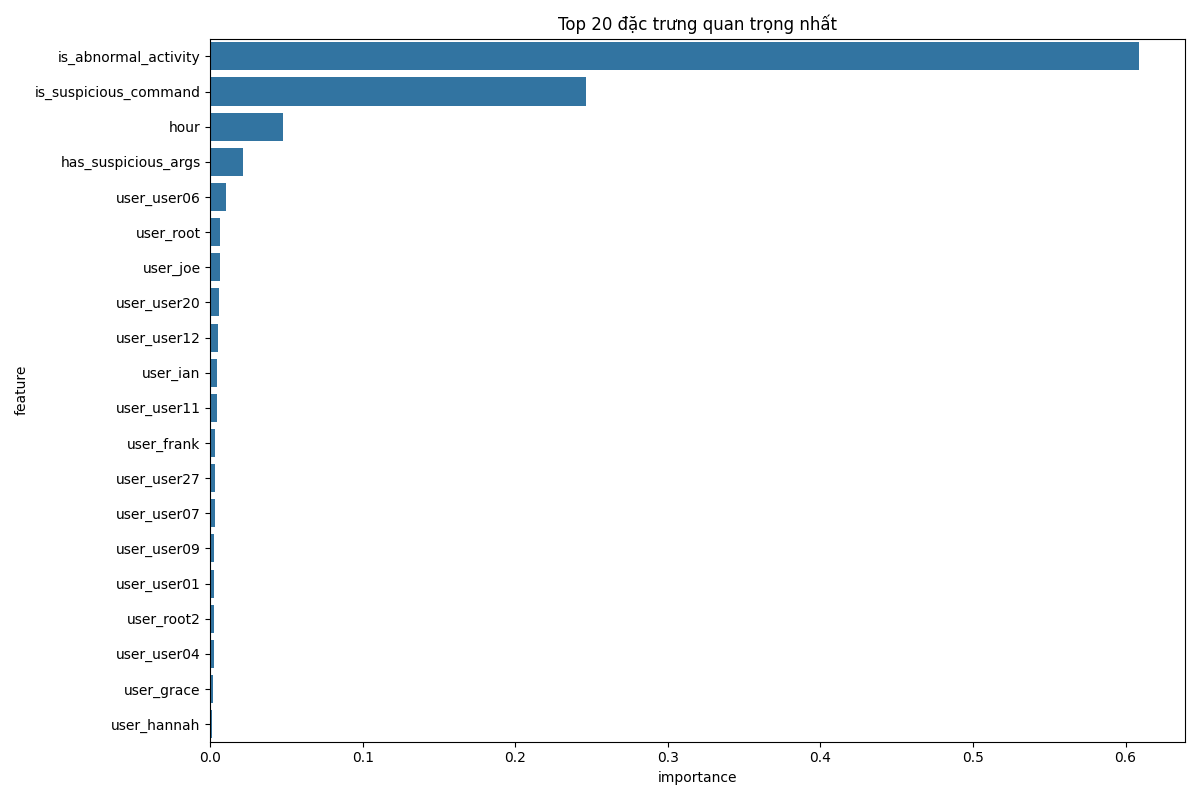 Top 20 đặc trưng quan trọng nhất
is_abnormal_activity
is_suspicious_command
hour
has_suspicious_args
user_user06
user_root
user_joe
user_user20
user_user12
user_ian
user_user11
user_frank
user_user27
user_user07
user_user09
user_user01
user_root2
user_user04
user_grace
user_hannah
feature
0.0 0.1 0.2 0.3 0.4 0.5 0.6
importance